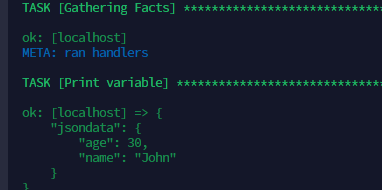 TASK [Gathering Facts] ******************************
ok: [localhost]
META: ran handlers
TASK [Print variable] *******************************
ok: [localhost] => {
    "jsondata": {
        "age": 30,
        "name": "John"
    }
}